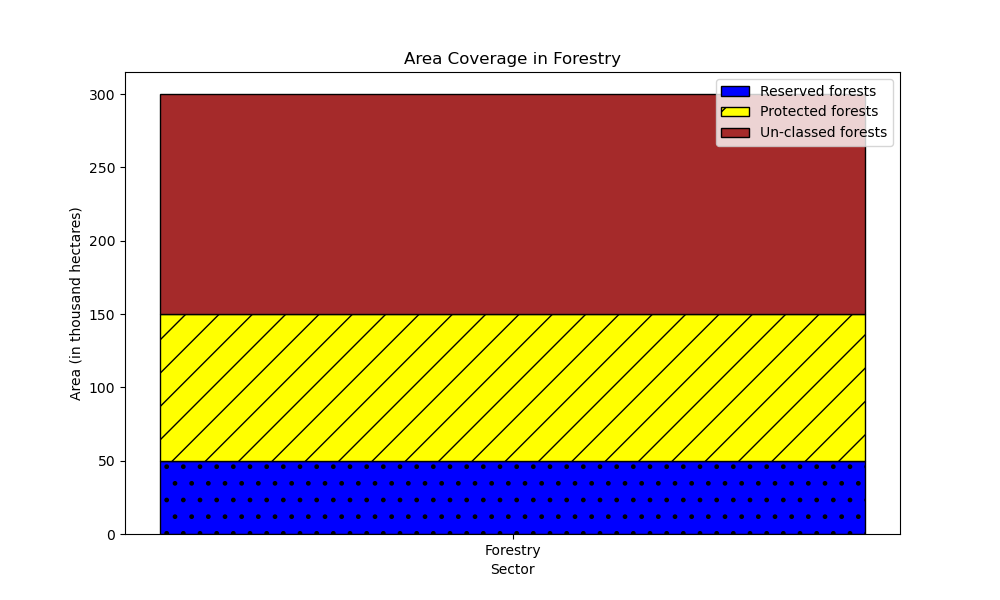 Area Coverage in Forestry
Reserved forests
Protected forests
Un-classed forests
Area (in thousand hectares)
300
250
200
150
100
50
0
Forestry
Sector